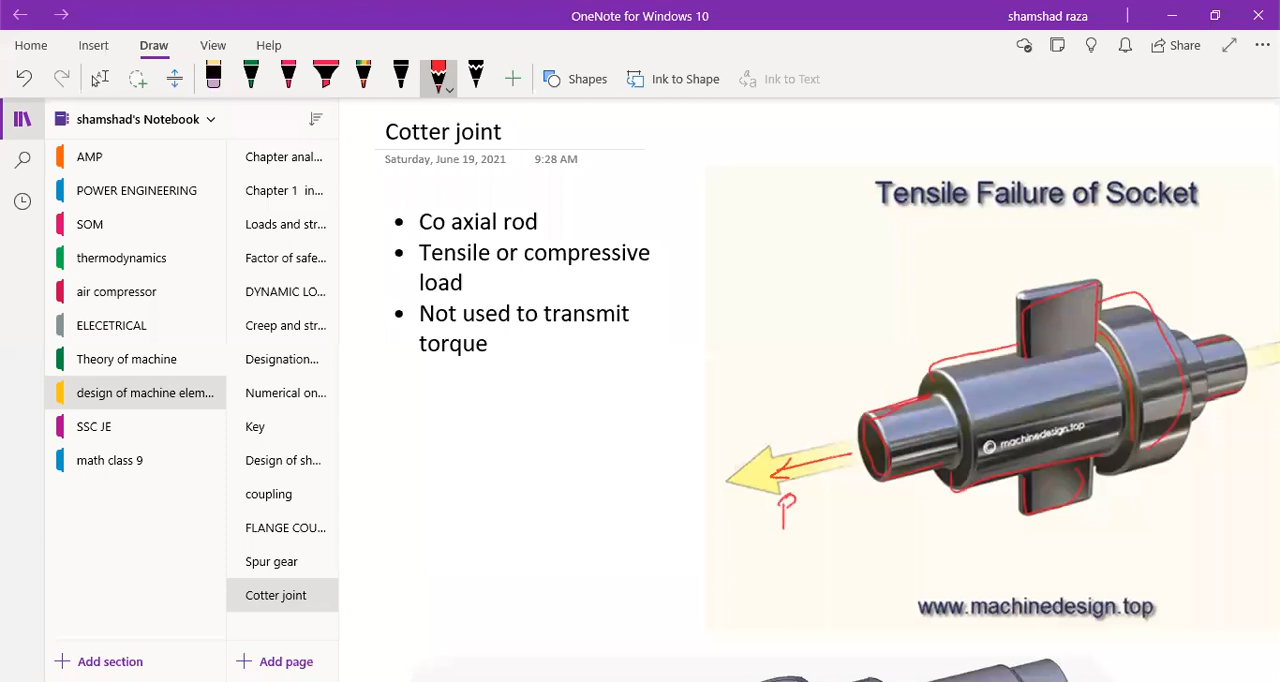 OneNote for Windows 10
shamshad raza
Home Insert Draw View Help
Share
Shapes
Ink to Shape
Ink to Text
shamshad's Notebook
AMP
POWER ENGINEERING
SOM
thermodynamics
air compressor
ELECETRICAL
Theory of machine
design of machine elem...
SSC JE
math class 9
Add section
Chapter anal...
Chapter 1 in...
Loads and str...
Factor of safe...
DYNAMIC LO...
Creep and str...
Designation...
Numerical on...
Key
Design of sh...
coupling
FLANGE COU...
Spur gear
Cotter joint
Add page
Cotter joint
Saturday, June 19, 2021 9:28 AM
• Co axial rod
• Tensile or compressive
load
• Not used to transmit
torque
Tensile Failure of Socket
machinedesign.top
P
www.machinedesign.top